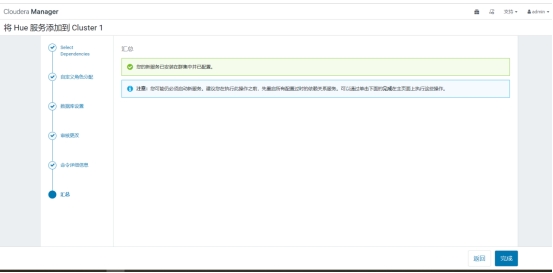 Cloudera Manager
支持
admin
将 Hue 服务添加到 Cluster 1
Select
Dependencies
自定义角色分配
数据库设置
审核更改
命令详细信息
汇总
汇总
您的新服务已安装在群集中并已配置。
注意：您可能仍必须启动新服务。建议您在执行此操作之前，先重启所有配置过时的依赖关系服务。可以通过单击下面的完成在主页面上执行这些操作。
返回
完成